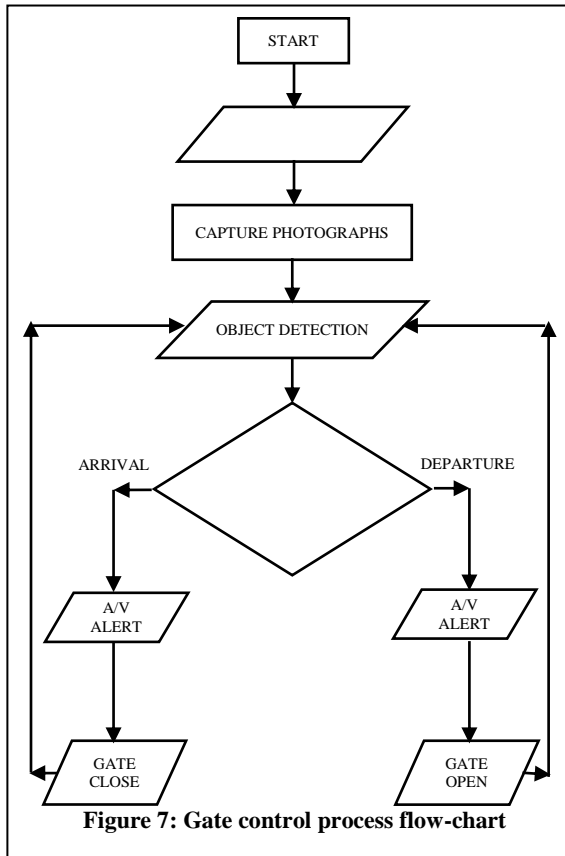 START
CAPTURE PHOTOGRAPHS
OBJECT DETECTION
ARRIVAL
DEPARTURE
A/V
ALERT
A/V
ALERT
GATE
CLOSE
GATE
OPEN
Figure 7: Gate control process flow-chart